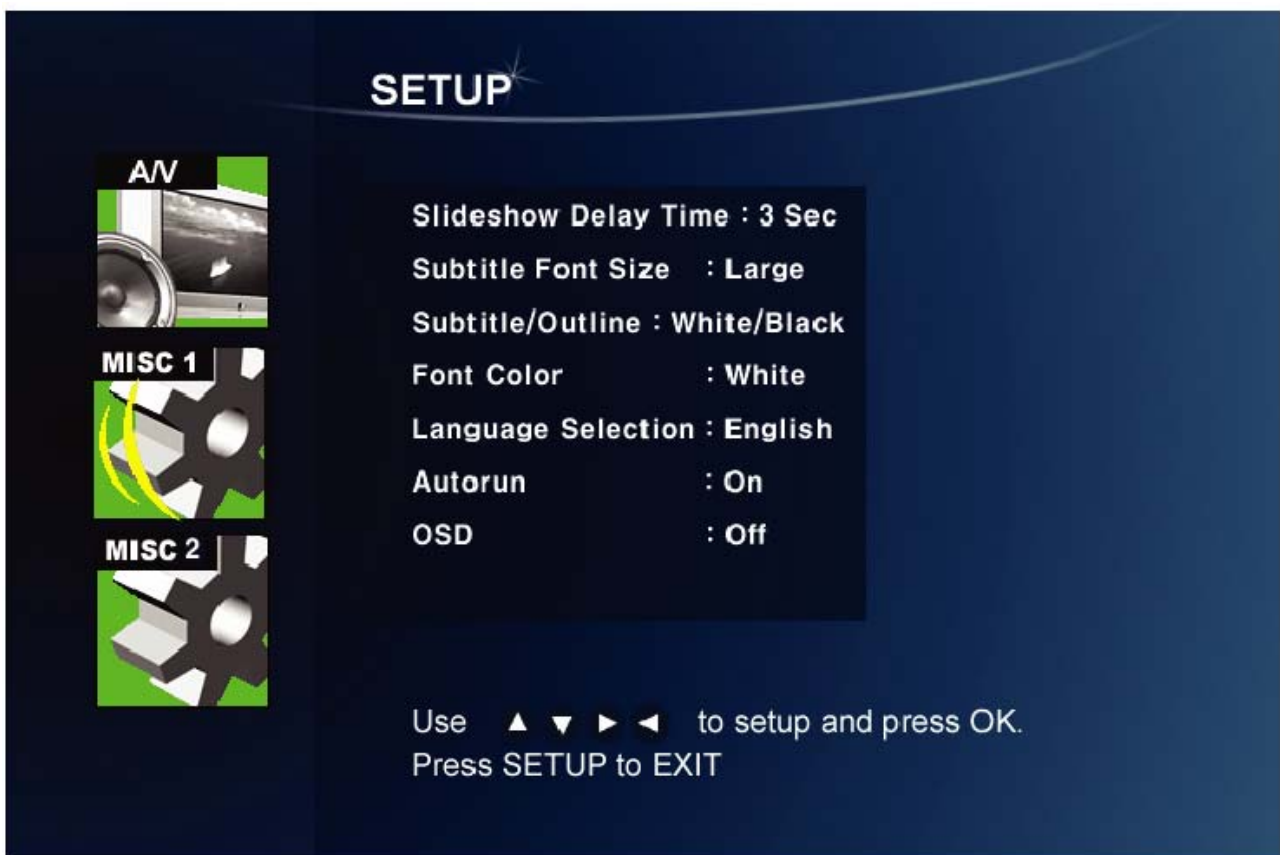 SETUP
A/V
MISC 1
MISC 2
Slideshow Delay Time : 3 Sec
Subtitle Font Size : Large
Subtitle/Outline : White/Black
Font Color : White
Language Selection : English
Autorun : On
OSD : Off
Use ▲ ▼ ► ◄ to setup and press OK.
Press SETUP to EXIT